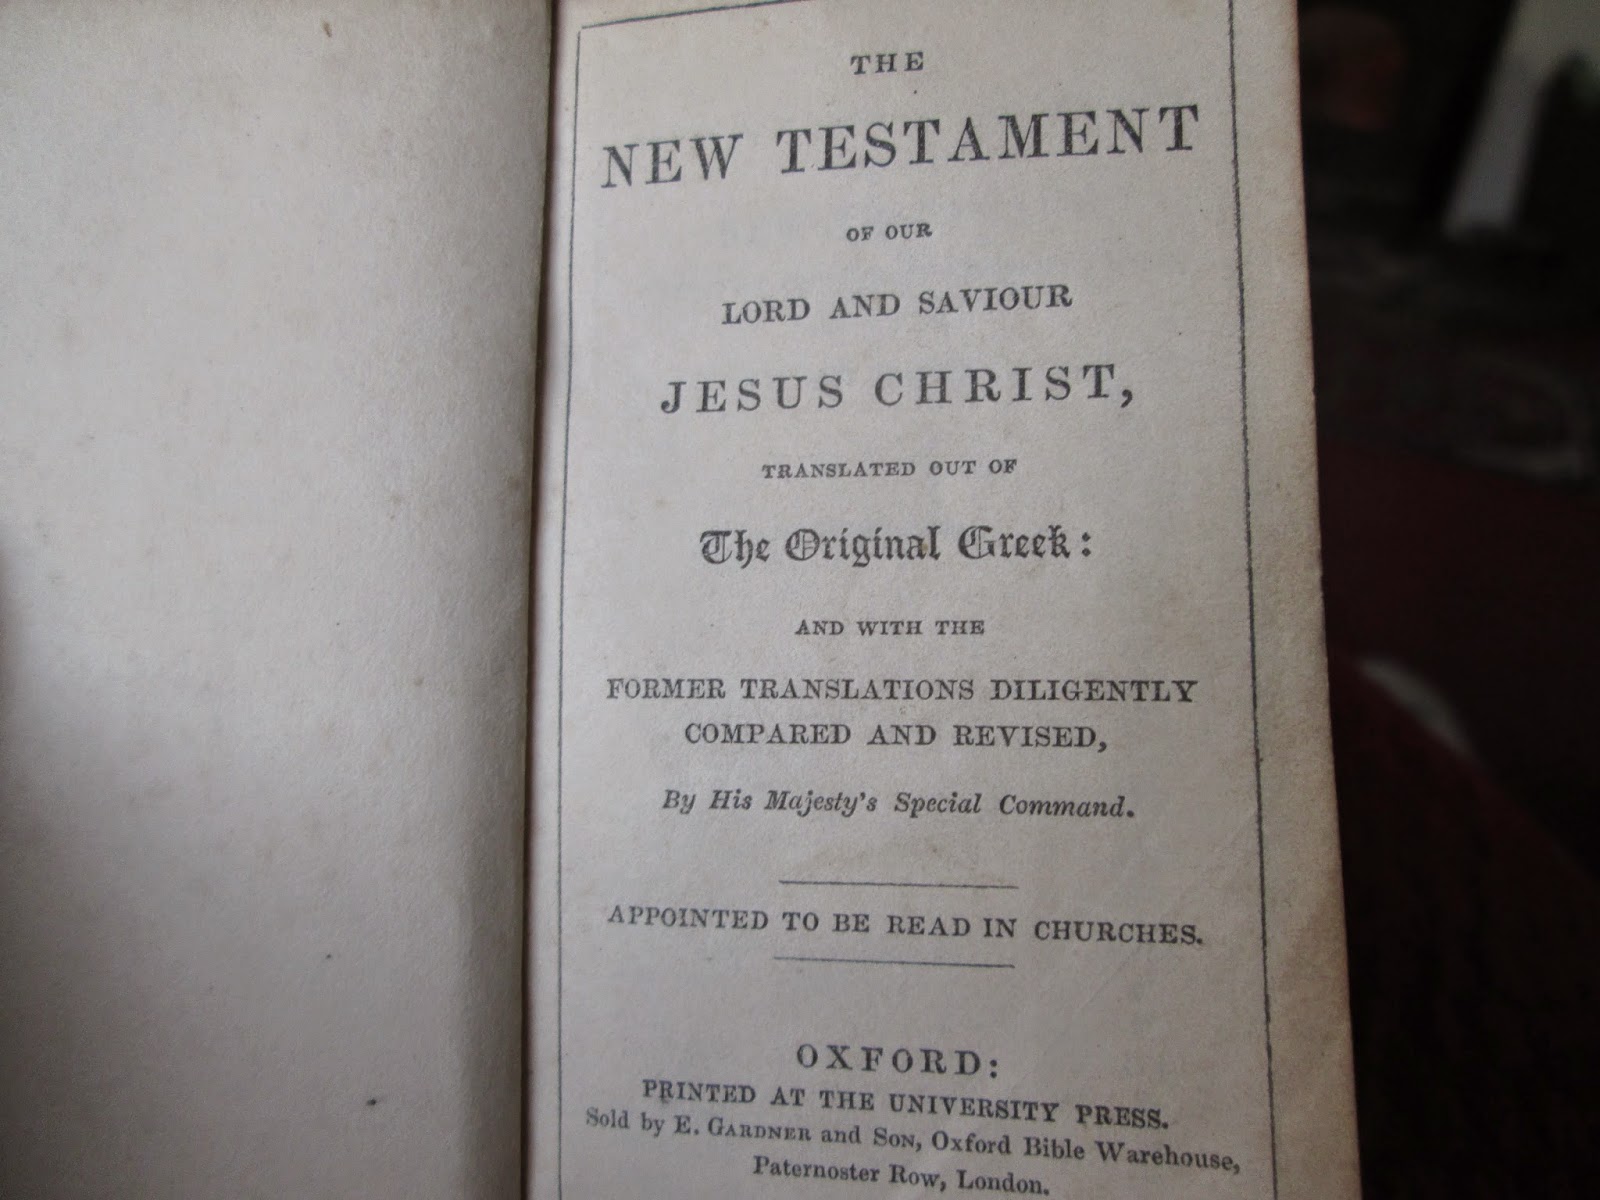 THE
NEW TESTAMENT
OF OUR
LORD AND SAVIOUR
JESUS CHRIST,
TRANSLATED OUT OF
The Original Greek:
AND WITH THE
FORMER TRANSLATIONS DILIGENTLY
COMPARED AND REVISED,
By His Majesty's Special Command.
APPOINTED TO BE READ IN CHURCHES.
OXFORD:
PRINTED AT THE UNIVERSITY PRESS.
Sold by E. GARDNER and SON, Oxford Bible Warehouse,
Paternoster Row, London.